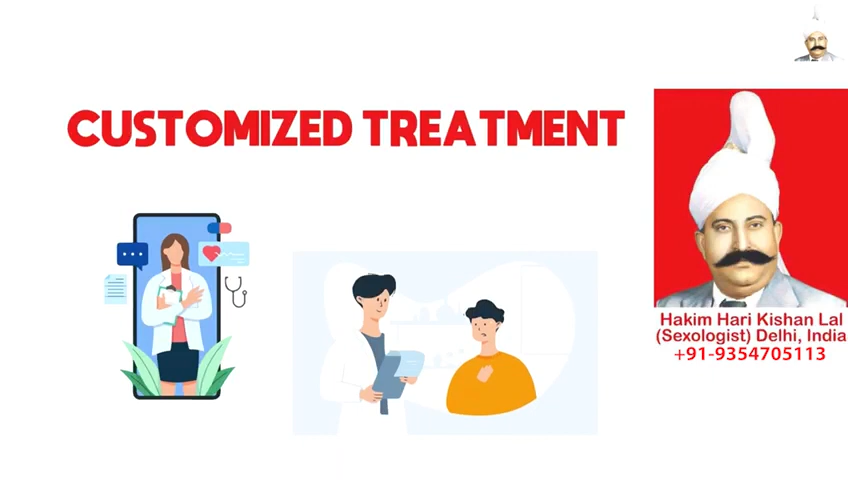 CUSTOMIZED TREATMENT
Hakim Hari Kishan Lal
(Sexologist) Delhi, India
+91-9354705113